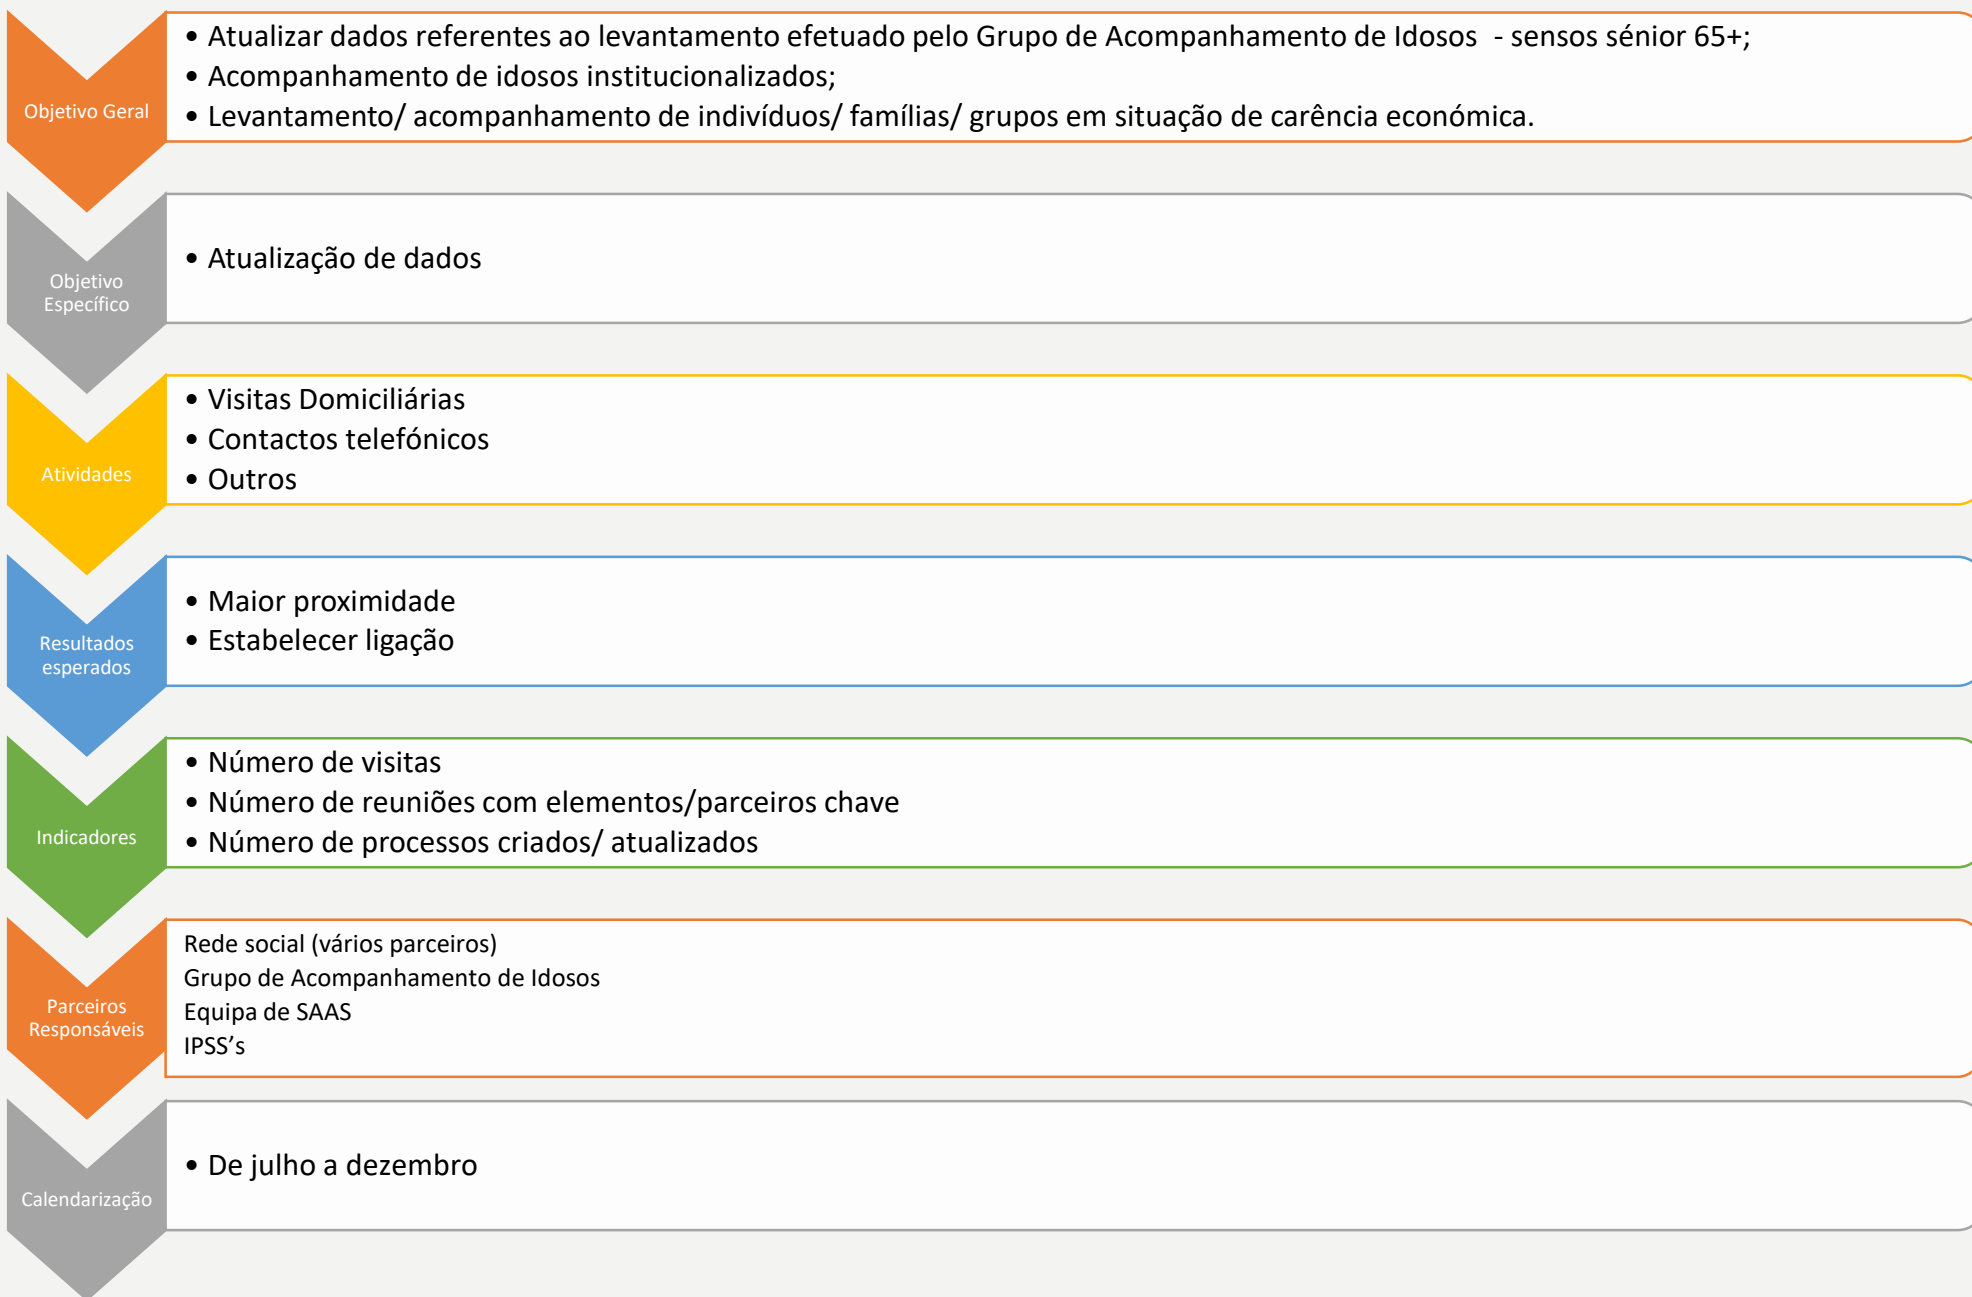 Objetivo Geral
• Atualizar dados referentes ao levantamento efetuado pelo Grupo de Acompanhamento de Idosos - sensos sénior 65+;
• Acompanhamento de idosos institucionalizados;
• Levantamento/ acompanhamento de indivíduos/ famílias/ grupos em situação de carência económica.
Objetivo
Específico
• Atualização de dados
Atividades
• Visitas Domiciliárias
• Contactos telefónicos
• Outros
Resultados
esperados
• Maior proximidade
• Estabelecer ligação
Indicadores
• Número de visitas
• Número de reuniões com elementos/parceiros chave
• Número de processos criados/ atualizados
Parceiros
Responsáveis
Rede social (vários parceiros)
Grupo de Acompanhamento de Idosos
Equipa de SAAS
IPSS’s
Calendarização
• De julho a dezembro